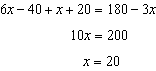 6x − 40 + x + 20 = 180 − 3x
10x = 200
x = 20